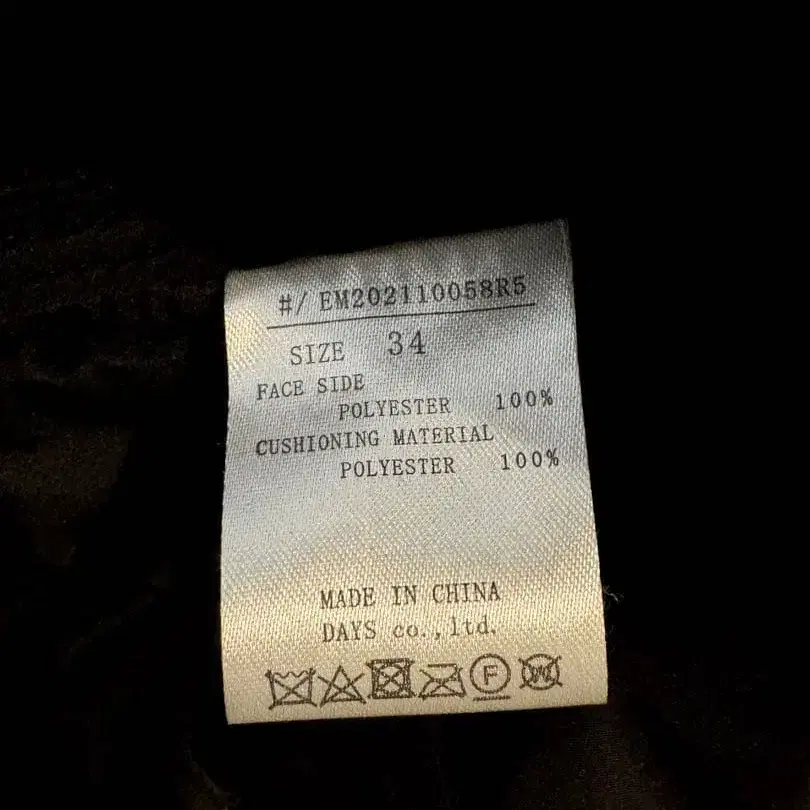 #/ EM202110058R5
SIZE 34
FACE SIDE
POLYESTER 100%
CUSHIONING MATERIAL
POLYESTER 100%
MADE IN CHINA
DAYS co.,ltd.
F W